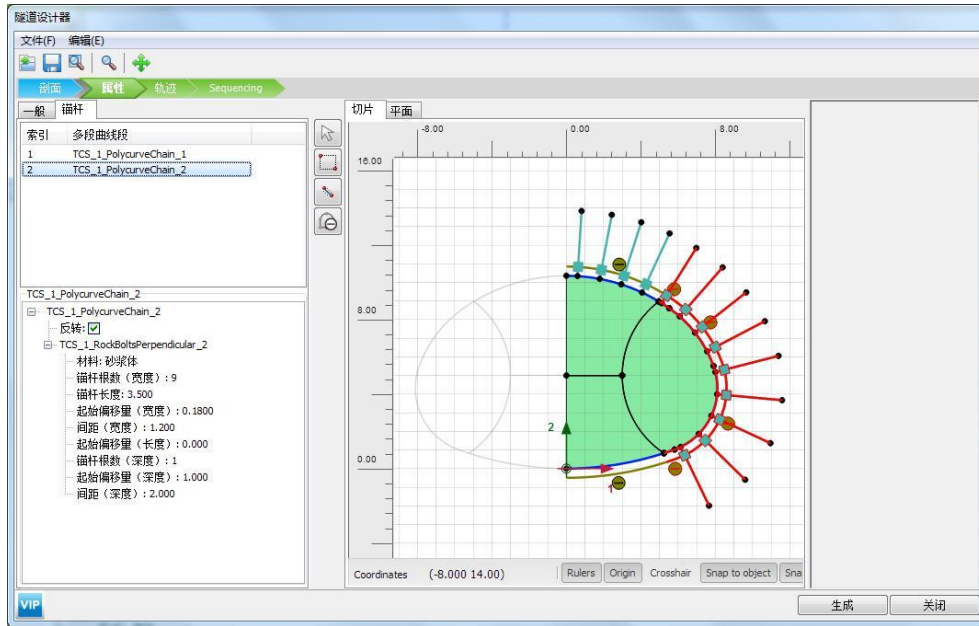 隧道设计器
文件(F) 编辑(E)
剖面 属性 轨迹 Sequencing
一般 锚杆
索引 多段曲线段
1 TCS_1_PolycurveChain_1
2 TCS_1_PolycurveChain_2
TCS_1_PolycurveChain_2
TCS_1_PolycurveChain_2
反转:
TCS_1_RockBoltsPerpendicular_2
材料:砂浆体
锚杆根数(宽度):9
锚杆长度:3.500
起始偏移量(宽度):0.1800
间距(宽度):1.200
起始偏移量(长度):0.000
锚杆根数(深度):1
起始偏移量(深度):1.000
间距(深度):2.000
切片 平面
-8.00 0.00 8.00
16.00
8.00
0.00
2
1
Coordinates (-8.000 14.00) Rulers Origin Crosshair Snap to object Sna
VIP 生成 关闭